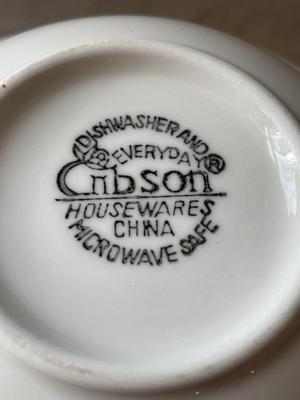 DISHWASHER AND
EVERYDAY®
Gibson
HOUSEWARES
CHINA
MICROWAVE SAFE